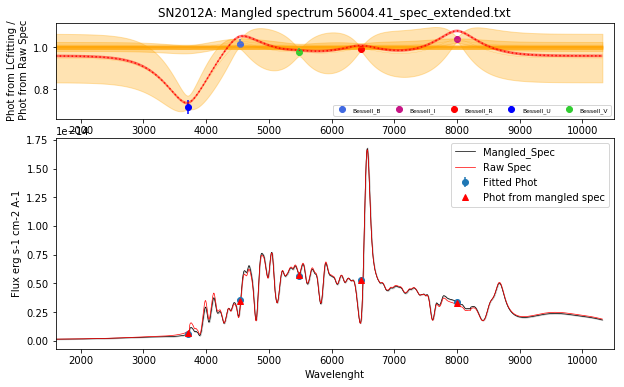 SN2012A: Mangled spectrum 56004.41_spec_extended.txt
Phot from LCfitting /
Phot from Raw Spec
1.0
0.8
Bessell_B
Bessell_I
Bessell_R
Bessell_U
Bessell_V
2000 3000 4000 5000 6000 7000 8000 9000 10000
1e−14
Flux erg s-1 cm-2 A-1
1.75
1.50
1.25
1.00
0.75
0.50
0.25
0.00
Mangled_Spec
Raw Spec
Fitted Phot
Phot from mangled spec
2000 3000 4000 5000 6000 7000 8000 9000 10000
Wavelenght